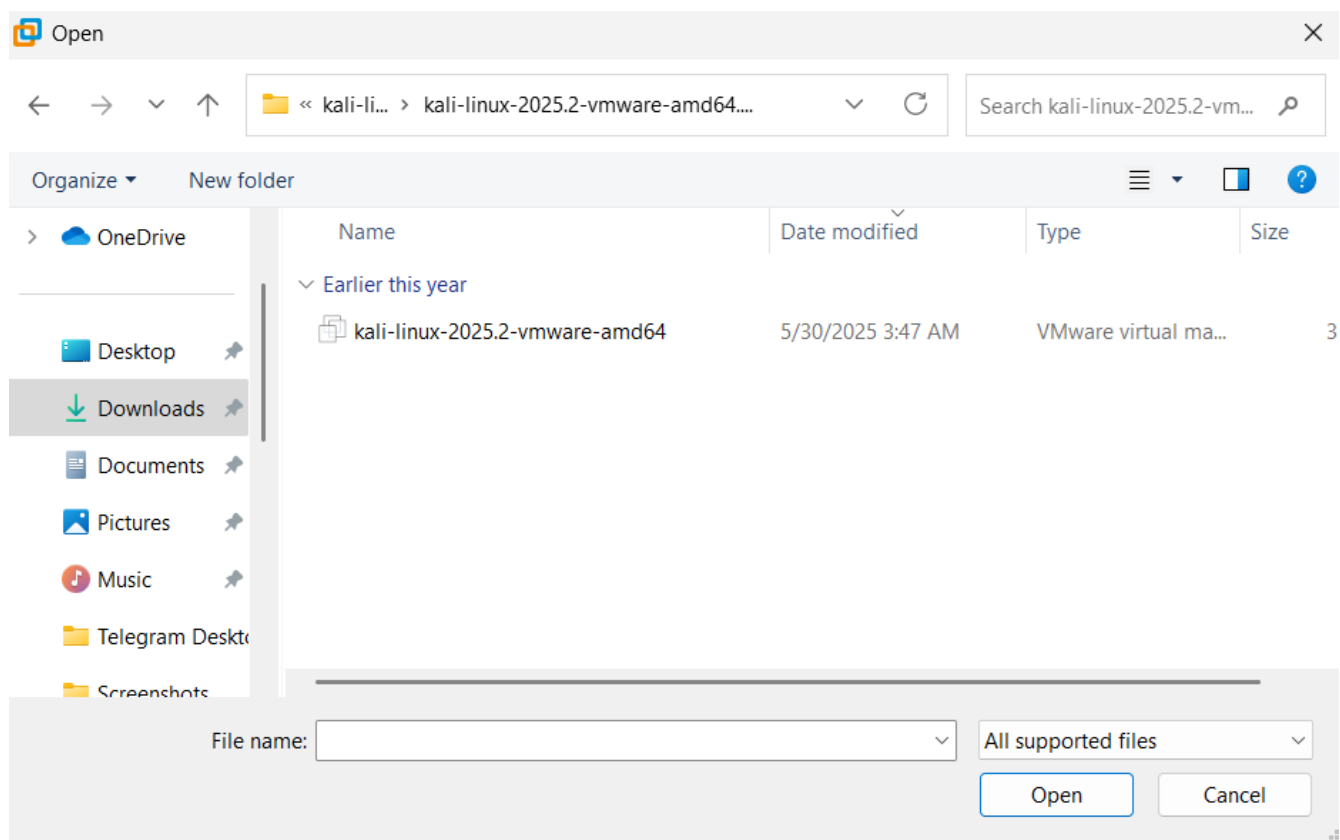 Open
« kali-li... > kali-linux-2025.2-vmware-amd64....
Search kali-linux-2025.2-vm...
Organize
New folder
?
OneDrive
Name
Date modified
Type
Size
Earlier this year
kali-linux-2025.2-vmware-amd64
5/30/2025 3:47 AM
VMware virtual ma...
3
Desktop
Downloads
Documents
Pictures
Music
Telegram Deskto
Screenshots
File name:
All supported files
Open
Cancel